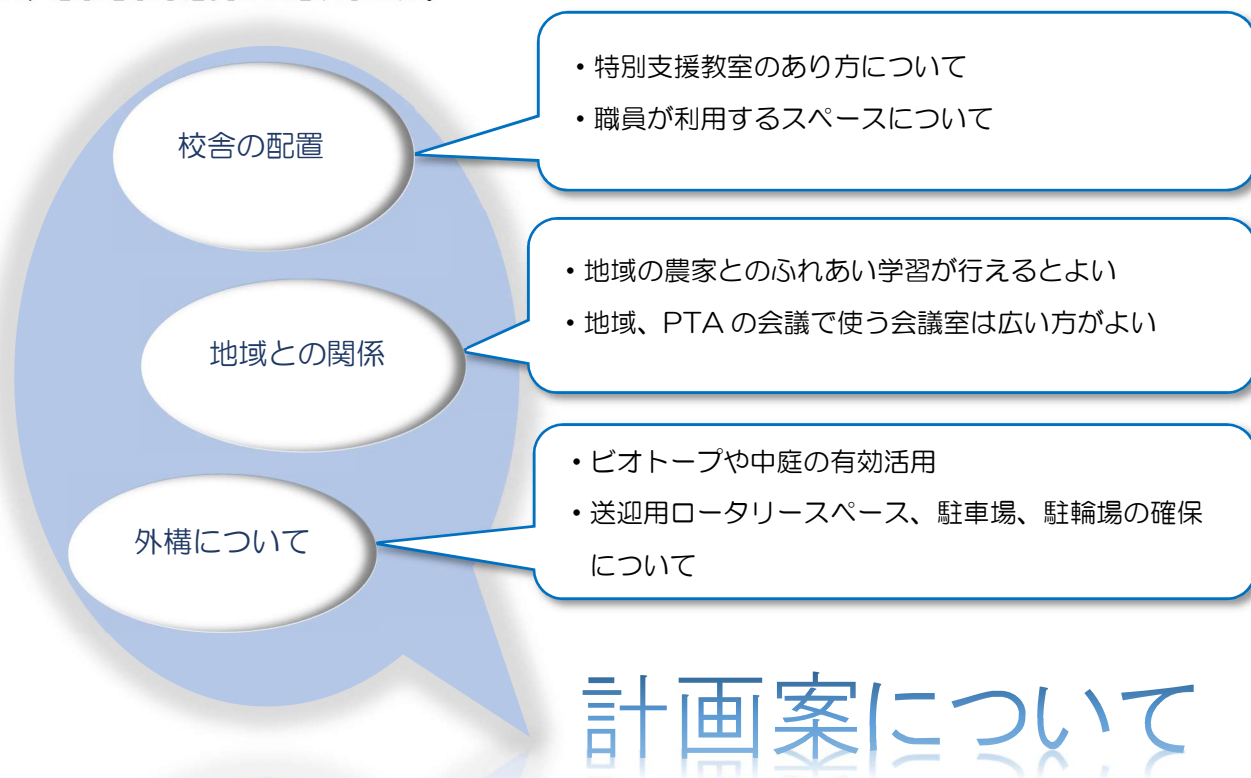 校舎の配置
・特別支援教室のあり方について
・職員が利用するスペースについて
地域との関係
・地域の農家とのふれあい学習が行えるとよい
・地域、PTA の会議で使う会議室は広い方がよい
外構について
・ビオトープや中庭の有効活用
・送迎用ロータリースペース、駐車場、駐輪場の確保
について
計画案について